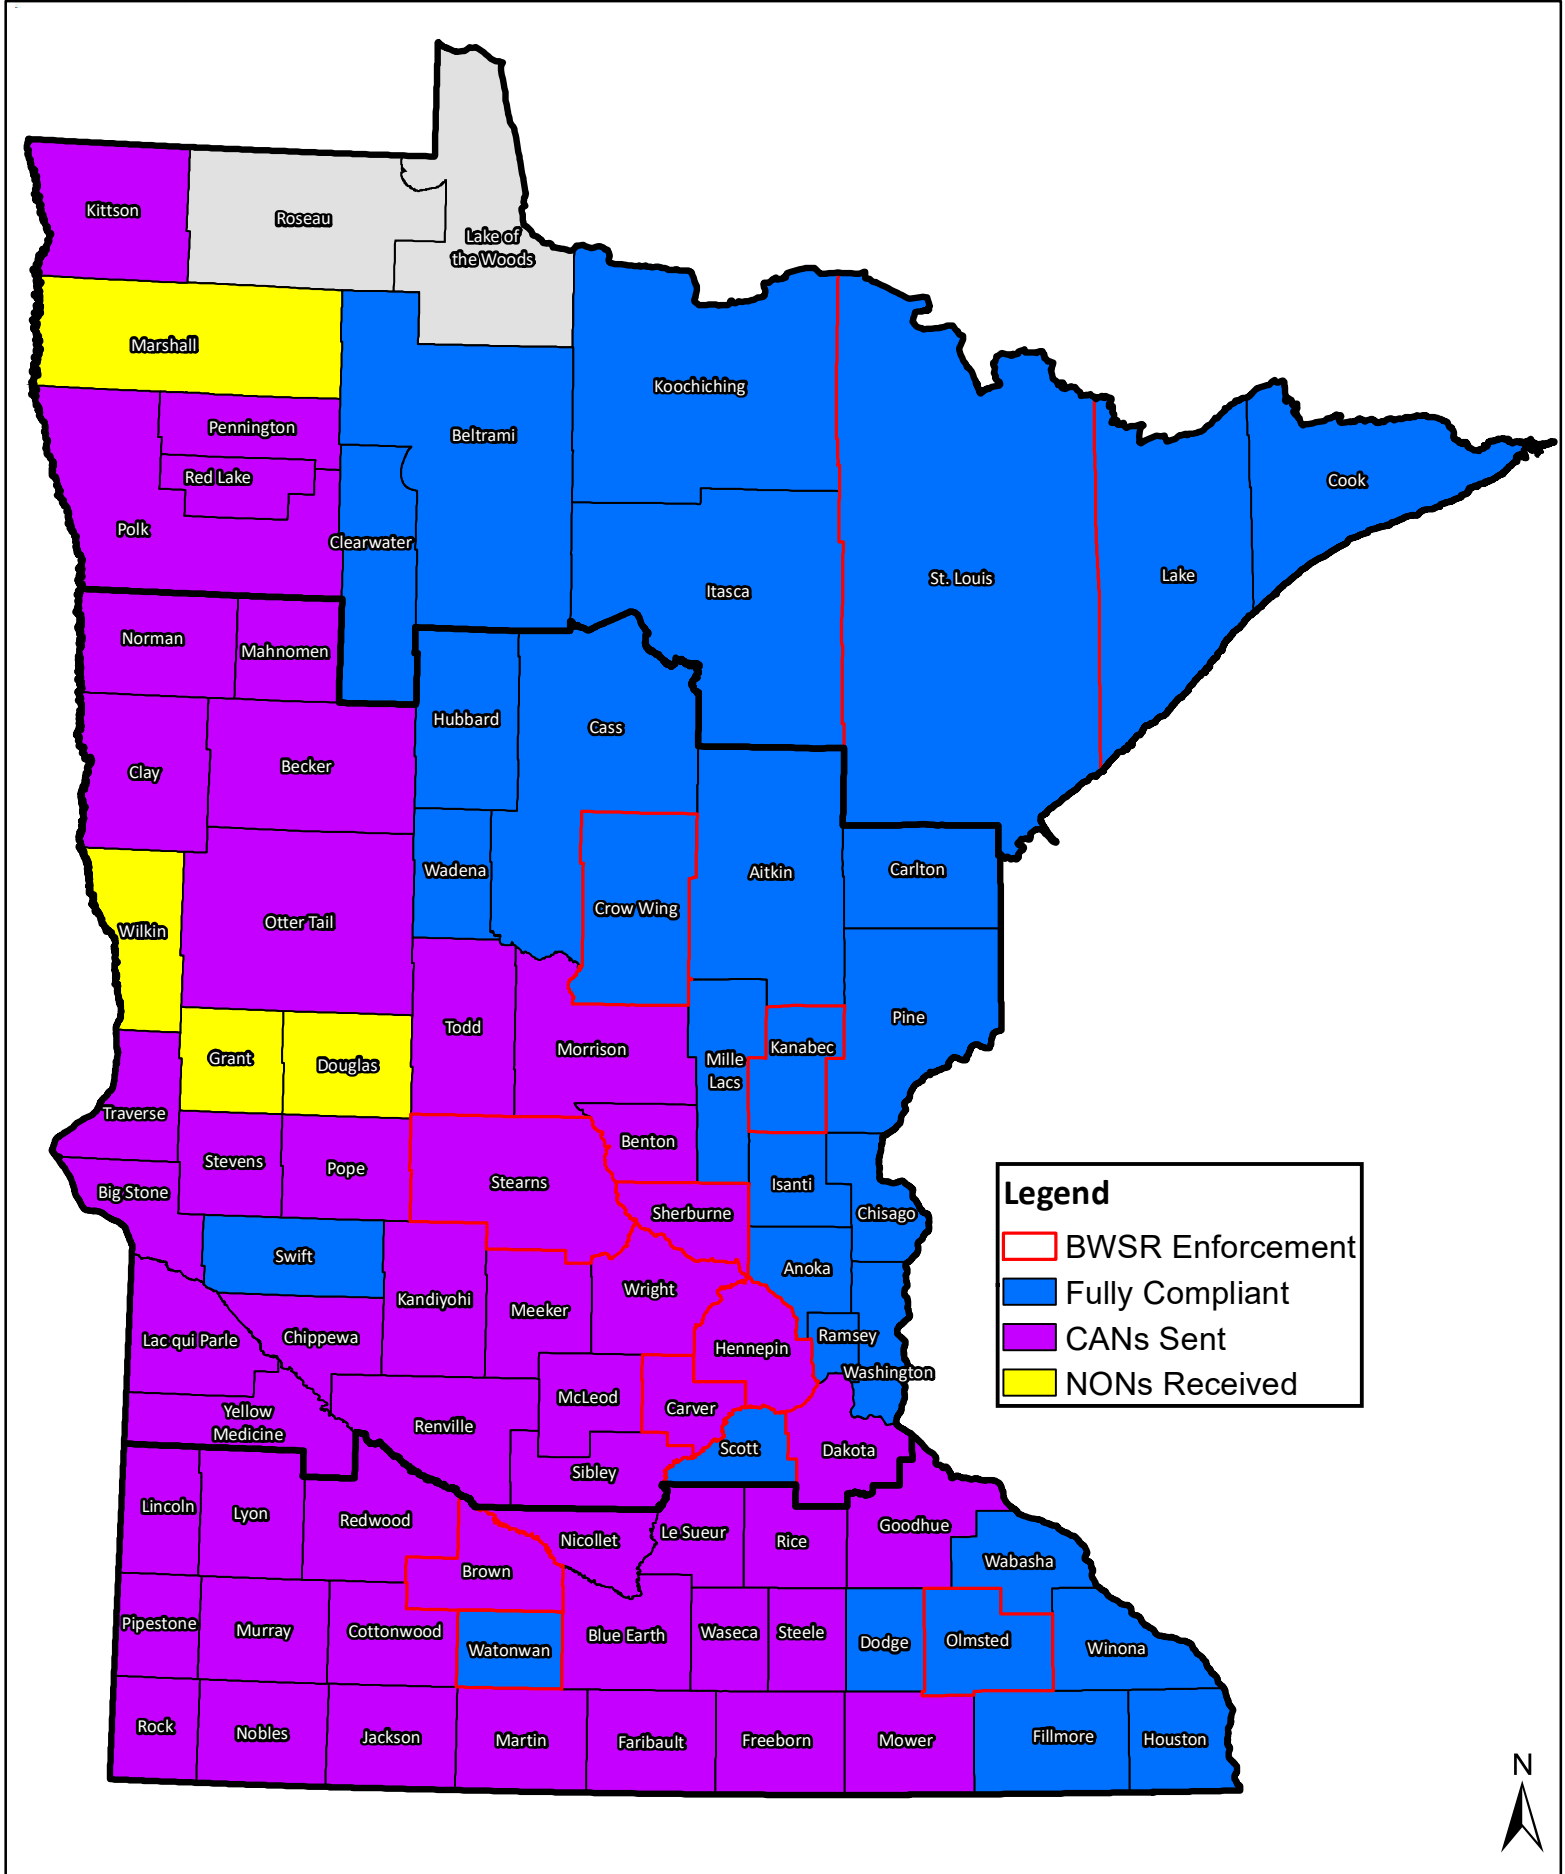 Kittson
Roseau
Lake of
the Woods
Marshall
Koochiching
Pennington
Beltrami
Red Lake
Cook
Polk
Clearwater
St. Louis
Lake
Itasca
Norman
Mahnomen
Hubbard
Cass
Clay
Becker
Wadena
Aitkin
Carlton
Crow Wing
Otter Tail
Wilkin
Todd
Pine
Morrison
Kanabec
Grant
Douglas
Mille
Lacs
Traverse
Benton
Stevens
Pope
Stearns
Isanti
Big Stone
Sherburne
Chisago
Swift
Anoka
Kandiyohi
Meeker
Wright
Lac qui Parle
Chippewa
Ramsey
Hennepin
Washington
McLeod
Carver
Yellow
Medicine
Renville
Scott
Dakota
Sibley
Lincoln
Lyon
Redwood
Nicollet
Le Sueur
Rice
Goodhue
Wabasha
Brown
Pipestone
Murray
Cottonwood
Watonwan
Blue Earth
Waseca
Steele
Dodge
Olmsted
Winona
Rock
Nobles
Jackson
Martin
Faribault
Freeborn
Mower
Fillmore
Houston
Legend
BWSR Enforcement
Fully Compliant
CANs Sent
NONs Received
N